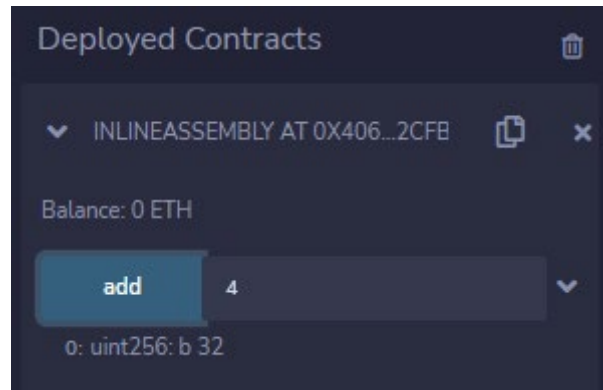 Deployed Contracts
INLINEASSEMBLY AT 0X406...2CFB
Balance: 0 ETH
add 4
0: uint256: b 32